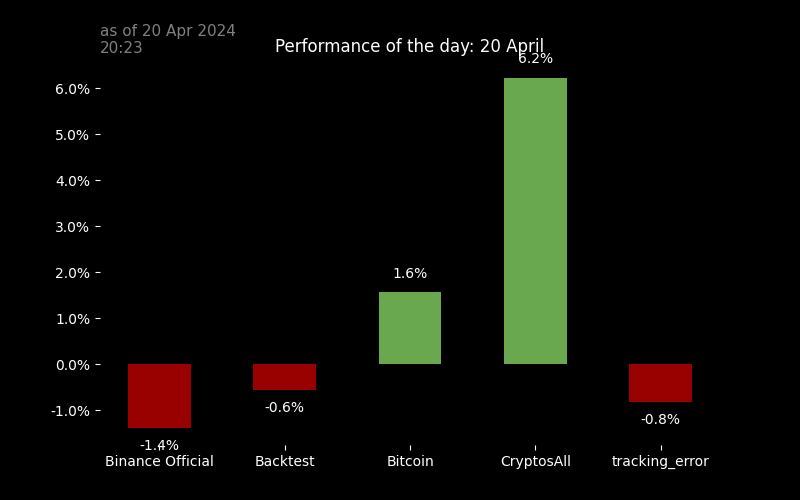 as of 20 Apr 2024
20:23
Performance of the day: 20 April
6.2%
6.0%
5.0%
4.0%
3.0%
2.0%
1.6%
1.0%
0.0%
-1.0%
-0.6%
-0.8%
-1.4%
Binance Official
Backtest
Bitcoin
CryptosAll
tracking_error